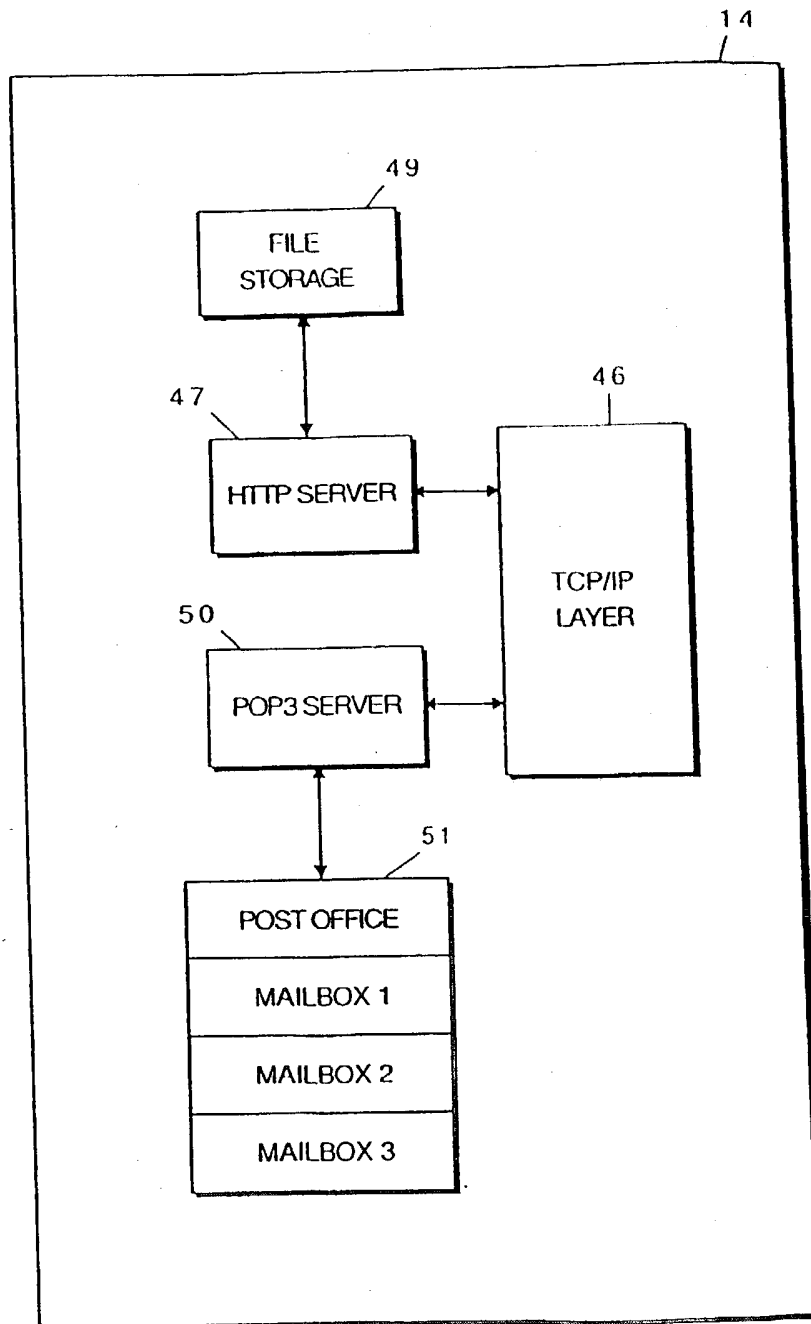 14
49
FILE
STORAGE
47
46
HTTP SERVER
TCP/IP
LAYER
50
POP3 SERVER
51
POST OFFICE
MAILBOX 1
MAILBOX 2
MAILBOX 3